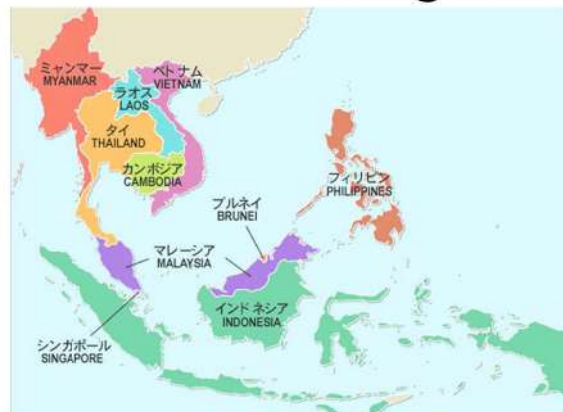 ミャンマー
MYANMAR
ベトナム
VIETNAM
ラオス
LAOS
タイ
THAILAND
カンボジア
CAMBODIA
フィリピン
PHILIPPINES
ブルネイ
BRUNEI
マレーシア
MALAYSIA
インドネシア
INDONESIA
シンガポール
SINGAPORE